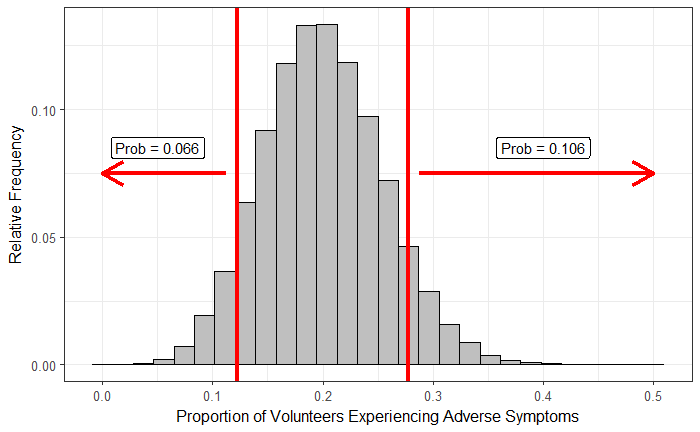 0.10
0.05
0.00
Relative Frequency
Prob = 0.066
Prob = 0.106
0.0 0.1 0.2 0.3 0.4 0.5
Proportion of Volunteers Experiencing Adverse Symptoms